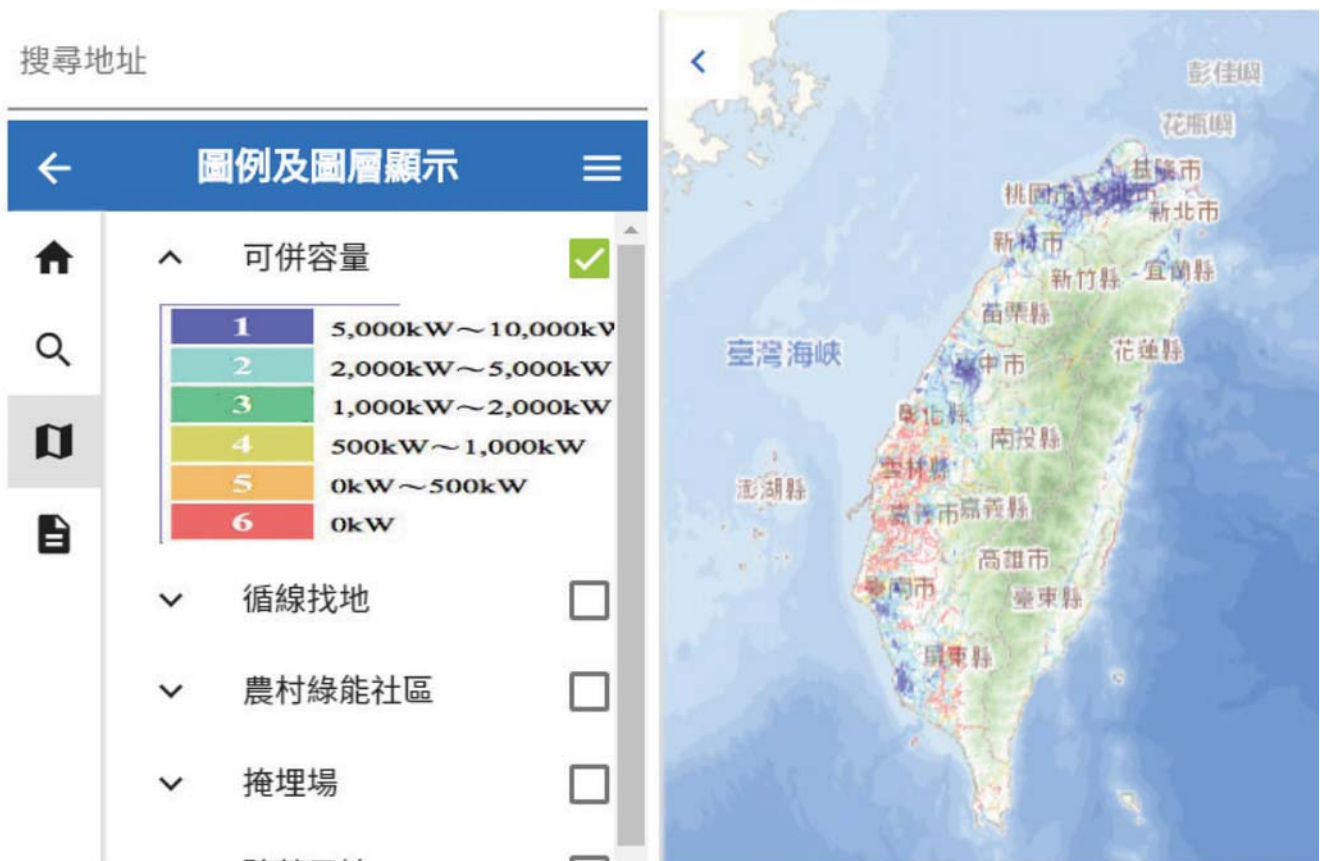 搜尋地址
圖例及圖層顯示
可併容量
1 5,000kW～10,000kW
2 2,000kW～5,000kW
3 1,000kW～2,000kW
4 500kW～1,000kW
5 0kW～500kW
6 0kW
循線找地
農村綠能社區
掩埋場
彭佳嶼
花瓶嶼
基隆市
桃園市
新北市
新竹市
新竹縣
宜蘭縣
苗栗縣
臺灣海峽
中市
花蓮縣
彰化縣
南投縣
雲林縣
澎湖縣
嘉義市
嘉義縣
高雄市
臺南市
臺東縣
屏東縣